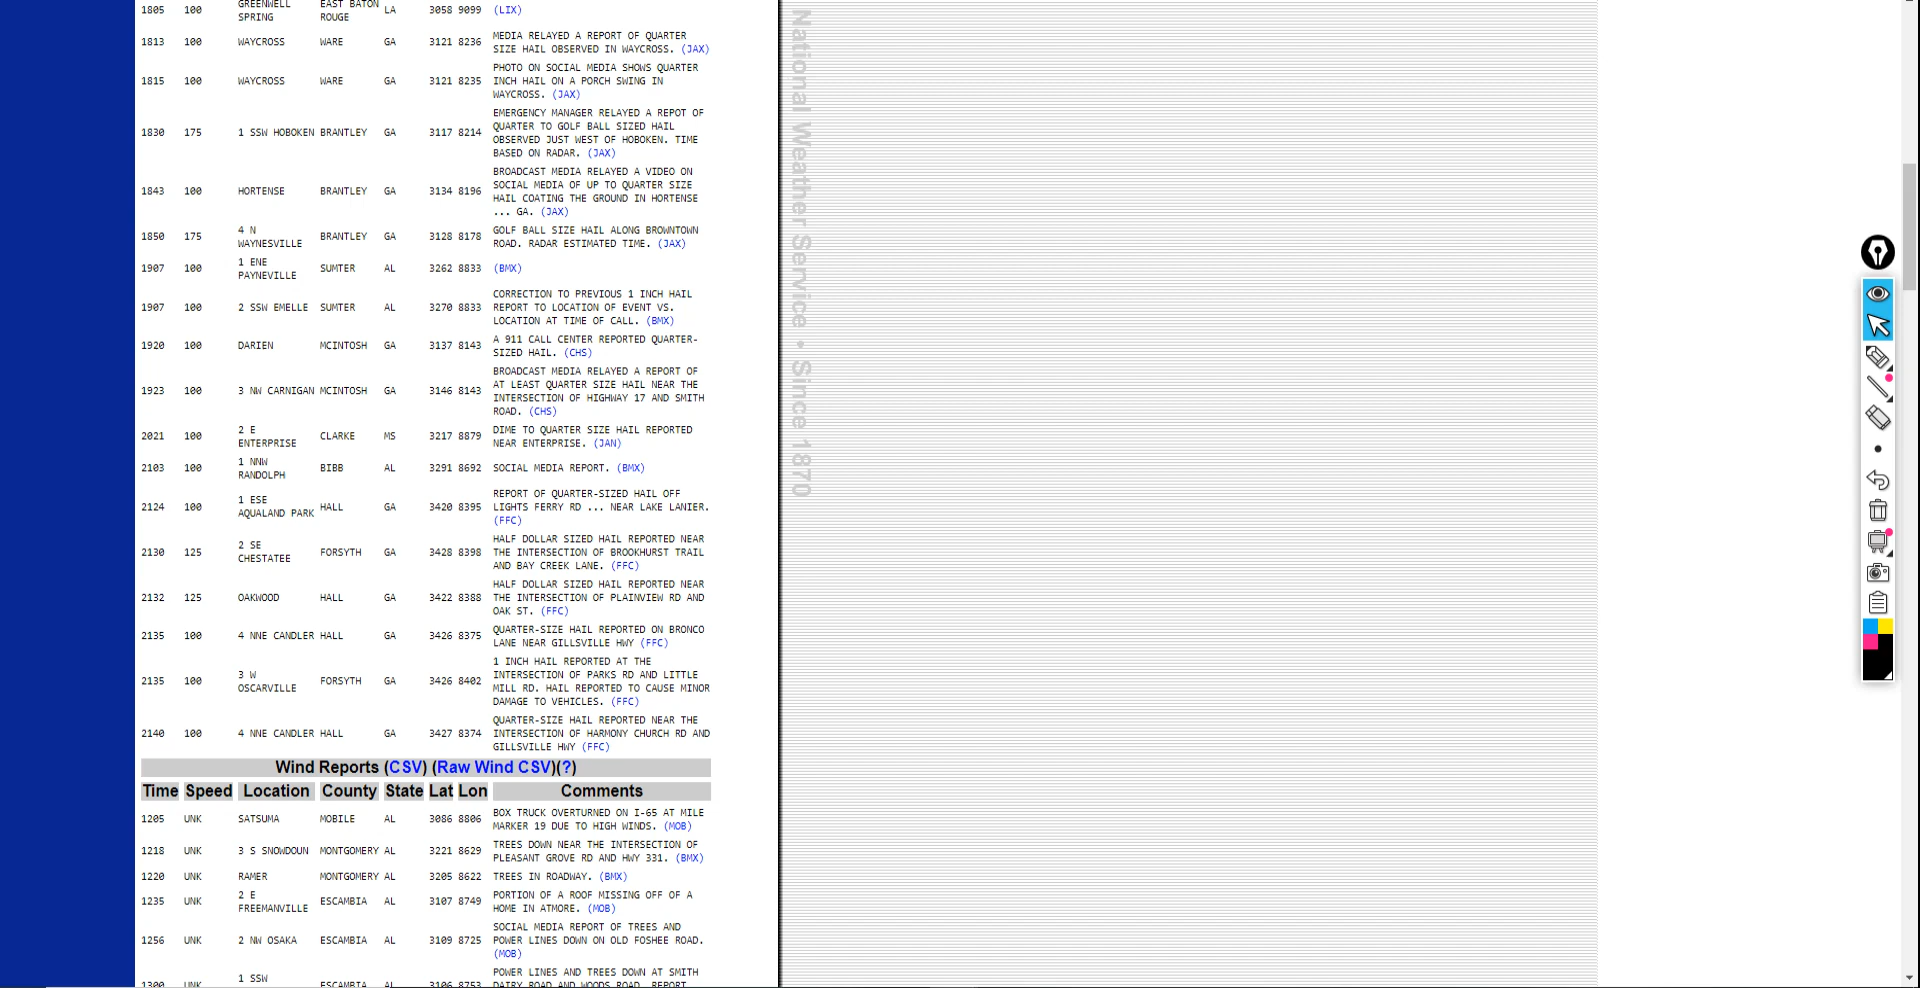 1805 100 GREENWELL SPRING EAST BATON ROUGE LA 3058 9099 (LIX)
1813 100 WAYCROSS WARE GA 3121 8236 MEDIA RELAYED A REPORT OF QUARTER SIZE HAIL OBSERVED IN WAYCROSS. (JAX)
1815 100 WAYCROSS WARE GA 3121 8235 PHOTO ON SOCIAL MEDIA SHOWS QUARTER INCH HAIL ON A PORCH SWING IN WAYCROSS. (JAX)
1830 175 1 SSW HOBOKEN BRANTLEY GA 3117 8214 EMERGENCY MANAGER RELAYED A REPOT OF QUARTER TO GOLF BALL SIZED HAIL OBSERVED JUST WEST OF HOBOKEN. TIME BASED ON RADAR. (JAX)
1843 100 HORTENSE BRANTLEY GA 3134 8196 BROADCAST MEDIA RELAYED A VIDEO ON SOCIAL MEDIA OF UP TO QUARTER SIZE HAIL COATING THE GROUND IN HORTENSE ... GA. (JAX)
1850 175 4 N WAYNESVILLE BRANTLEY GA 3128 8178 GOLF BALL SIZE HAIL ALONG BROWNTOWN ROAD. RADAR ESTIMATED TIME. (JAX)
1907 100 1 ENE PAYNEVILLE SUMTER AL 3262 8833 (BMX)
1907 100 2 SSW EMELLE SUMTER AL 3270 8833 CORRECTION TO PREVIOUS 1 INCH HAIL REPORT TO LOCATION OF EVENT VS. LOCATION AT TIME OF CALL. (BMX)
1920 100 DARIEN MCINTOSH GA 3137 8143 A 911 CALL CENTER REPORTED QUARTER-SIZED HAIL. (CHS)
1923 100 3 NW CARNIGAN MCINTOSH GA 3146 8143 BROADCAST MEDIA RELAYED A REPORT OF AT LEAST QUARTER SIZE HAIL NEAR THE INTERSECTION OF HIGHWAY 17 AND SMITH ROAD. (CHS)
2021 100 2 E ENTERPRISE CLARKE MS 3217 8879 DIME TO QUARTER SIZE HAIL REPORTED NEAR ENTERPRISE. (JAN)
2103 100 1 NNW RANDOLPH BIBB AL 3291 8692 SOCIAL MEDIA REPORT. (BMX)
2124 100 1 ESE AQUALAND PARK HALL GA 3420 8395 REPORT OF QUARTER-SIZED HAIL OFF LIGHTS FERRY RD ... NEAR LAKE LANIER. (FFC)
2130 125 2 SE CHESTATEE FORSYTH GA 3428 8398 HALF DOLLAR SIZED HAIL REPORTED NEAR THE INTERSECTION OF BROOKHURST TRAIL AND BAY CREEK LANE. (FFC)
2132 125 OAKWOOD HALL GA 3422 8388 HALF DOLLAR SIZED HAIL REPORTED NEAR THE INTERSECTION OF PLAINVIEW RD AND OAK ST. (FFC)
2135 100 4 NNE CANDLER HALL GA 3426 8375 QUARTER-SIZE HAIL REPORTED ON BRONCO LANE NEAR GILLSVILLE HWY (FFC)
2135 100 3 W OSCARVILLE FORSYTH GA 3426 8402 1 INCH HAIL REPORTED AT THE INTERSECTION OF PARKS RD AND LITTLE MILL RD. HAIL REPORTED TO CAUSE MINOR DAMAGE TO VEHICLES. (FFC)
2140 100 4 NNE CANDLER HALL GA 3427 8374 QUARTER-SIZE HAIL REPORTED NEAR THE INTERSECTION OF HARMONY CHURCH RD AND GILLSVILLE HWY (FFC)
Wind Reports (CSV) (Raw Wind CSV)(?)
Time Speed Location County State Lat Lon Comments
1205 UNK SATSUMA MOBILE AL 3086 8806 BOX TRUCK OVERTURNED ON I-65 AT MILE MARKER 19 DUE TO HIGH WINDS. (MOB)
1218 UNK 3 S SNOWDOUN MONTGOMERY AL 3221 8629 TREES DOWN NEAR THE INTERSECTION OF PLEASANT GROVE RD AND HWY 331. (BMX)
1220 UNK RAMER MONTGOMERY AL 3205 8622 TREES IN ROADWAY. (BMX)
1235 UNK 2 E FREEMANVILLE ESCAMBIA AL 3107 8749 PORTION OF A ROOF MISSING OFF OF A HOME IN ATMORE. (MOB)
1256 UNK 2 NW OSAKA ESCAMBIA AL 3109 8725 SOCIAL MEDIA REPORT OF TREES AND POWER LINES DOWN ON OLD FOSHEE ROAD. (MOB)
1300 UNK 1 SSW ESCAMBIA AL 3106 8753 POWER LINES AND TREES DOWN AT SMITH DAIRY ROAD AND WOODS ROAD. REPORT
National Weather Service • Since 1870